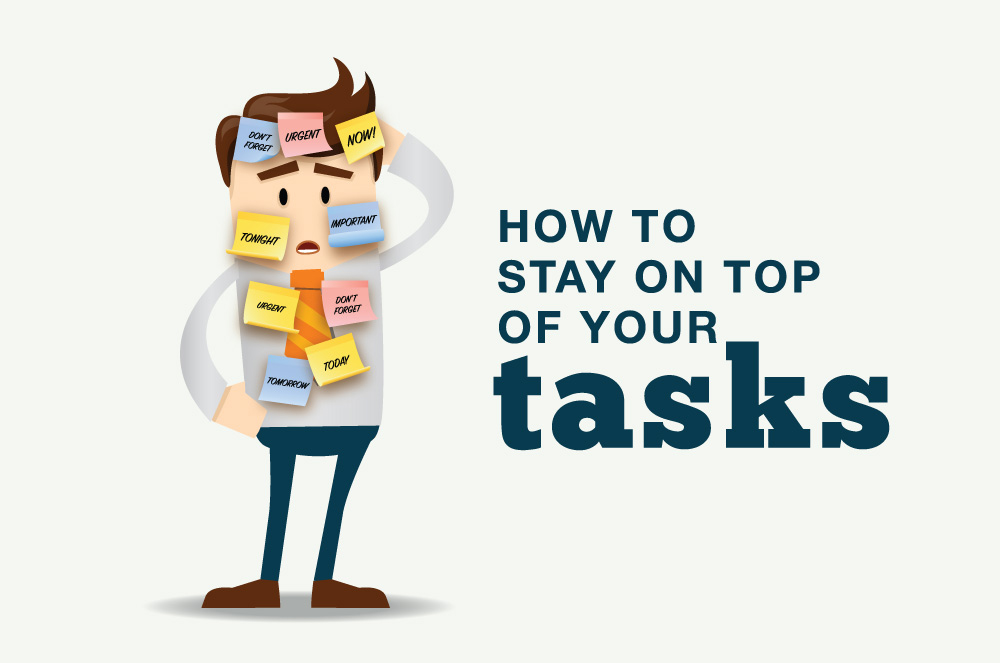 DON'T
FORGET
URGENT
NOW!
TONIGHT
IMPORTANT
URGENT
DON'T
FORGET
TODAY
TOMORROW
HOW TO
STAY ON TOP
OF YOUR
tasks